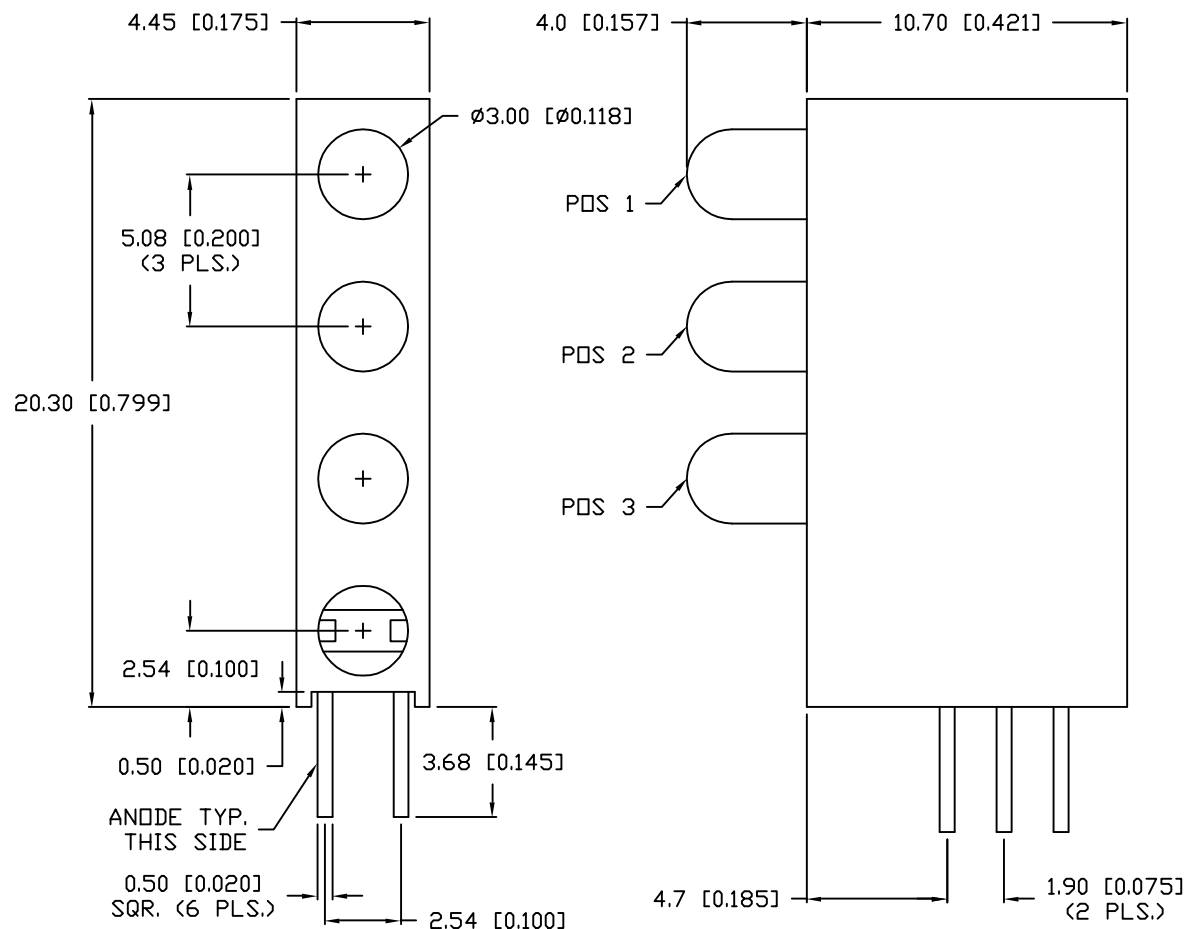 4.45 [0.175]
4.0 [0.157]
10.70 [0.421]
Ø3.00 [Ø0.118]
POS 1
5.08 [0.200]
(3 PLS.)
POS 2
20.30 [0.799]
POS 3
2.54 [0.100]
0.50 [0.020]
3.68 [0.145]
ANODE TYP.
THIS SIDE
0.50 [0.020]
SQR. (6 PLS.)
2.54 [0.100]
4.7 [0.185]
1.90 [0.075]
(2 PLS.)